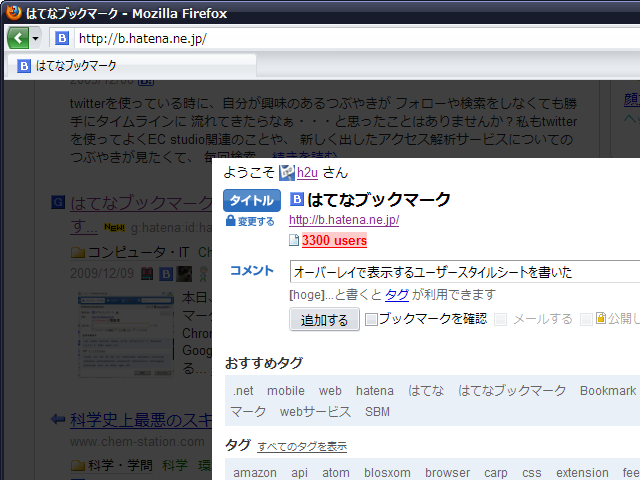 はてなブックマーク - Mozilla Firefox
http://b.hatena.ne.jp/
はてなブックマーク
twitterを使っている時に、自分が興味のあるつぶやきが フォローや検索をしなくても勝
手にタイムラインに 流れてきたらなぁ・・・と思ったことはありませんか？私もtwitter
を使ってよくEC studio関連のことや、 新しく出したアクセス解析サービスについての
つぶやきが見たくて、 毎回検索... 続きを読む
ようこそ h2u さん
タイトル はてなブックマーク
変更する http://b.hatena.ne.jp/
3300 users
はてなブックマーク
す... NEW! g:hatena:id:ha
コンピュータ・IT Ch
2009/12/09
コメント オーバーレイで表示するユーザースタイルシートを書いた
[hoge]...と書くと タグ が利用できます
追加する ブックマークを確認 メールする 公開し
本日、
マーク
Chron
Goog
る...
おすすめタグ
.net mobile web hatena はてな はてなブックマーク Bookmark
マーク webサービス SBM
科学史上最悪のスキ
www.chem-station.com
科学・学問 科学 環
タグ すべてのタグを表示
amazon api atom blosxom browser carp css extension fee